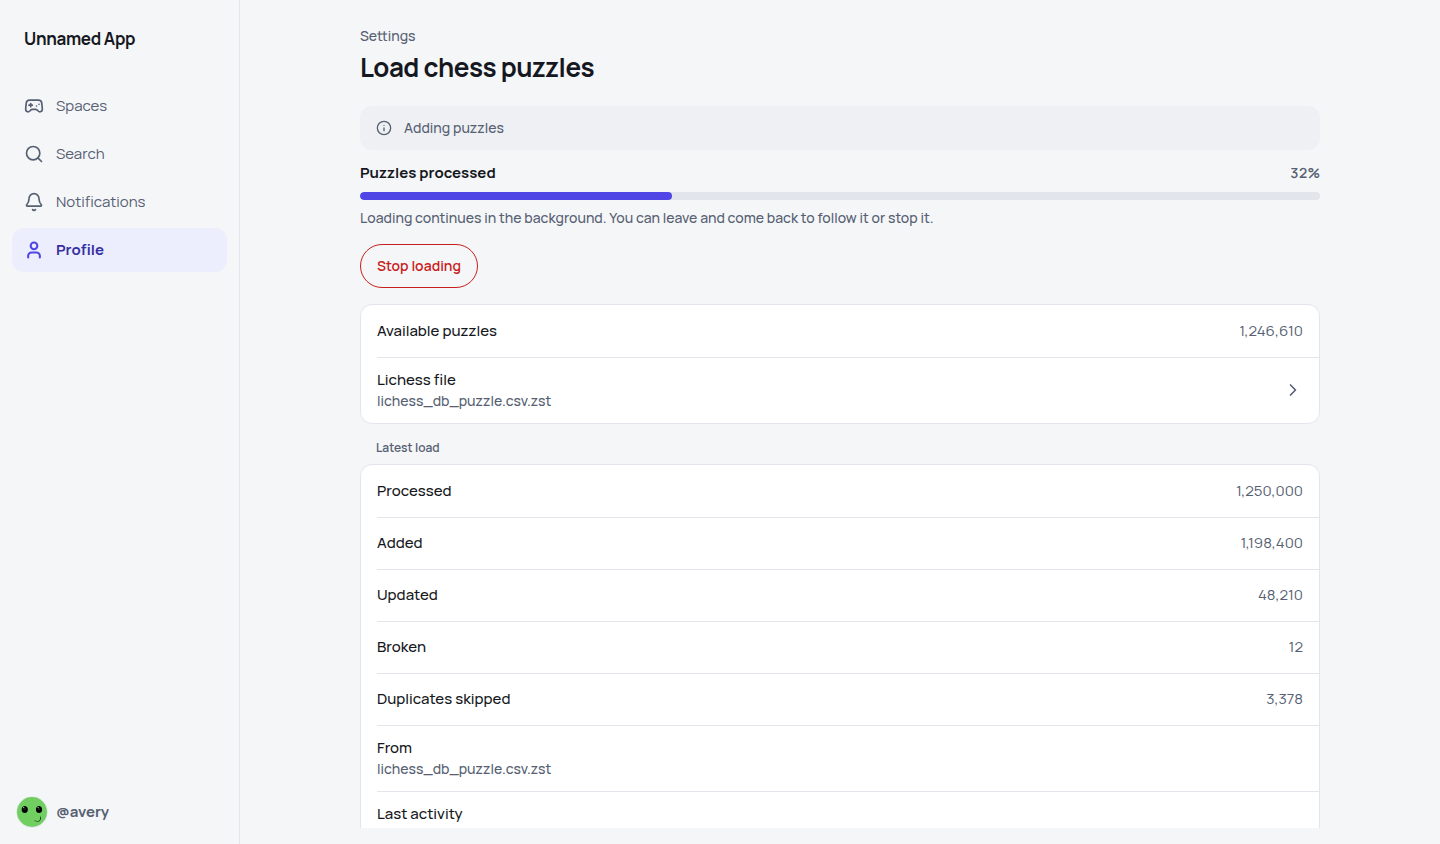 Unnamed App
Spaces
Search
Notifications
Profile
@avery
Settings
Load chess puzzles
Adding puzzles
Puzzles processed 32%
Loading continues in the background. You can leave and come back to follow it or stop it.
Stop loading
Available puzzles 1,246,610
Lichess file
lichess_db_puzzle.csv.zst
Latest load
Processed 1,250,000
Added 1,198,400
Updated 48,210
Broken 12
Duplicates skipped 3,378
From
lichess_db_puzzle.csv.zst
Last activity